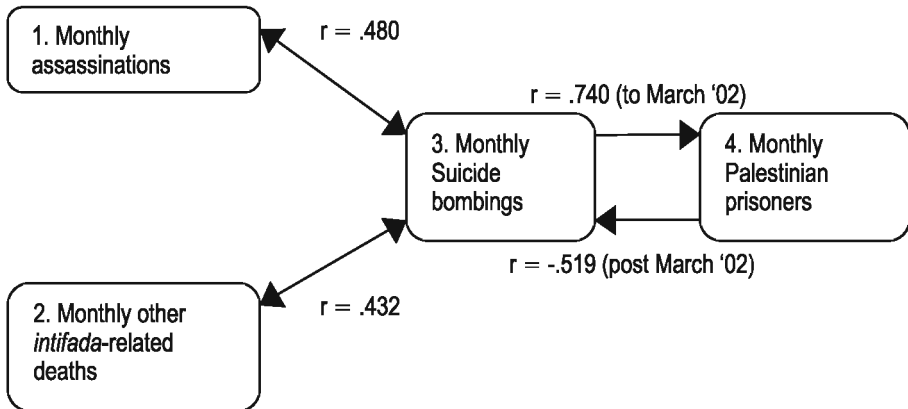 1. Monthly
assassinations
r = .480
r = .740 (to March ‘02)
3. Monthly
Suicide
bombings
4. Monthly
Palestinian
prisoners
r = -.519 (post March ‘02)
r = .432
2. Monthly other
intifada-related
deaths